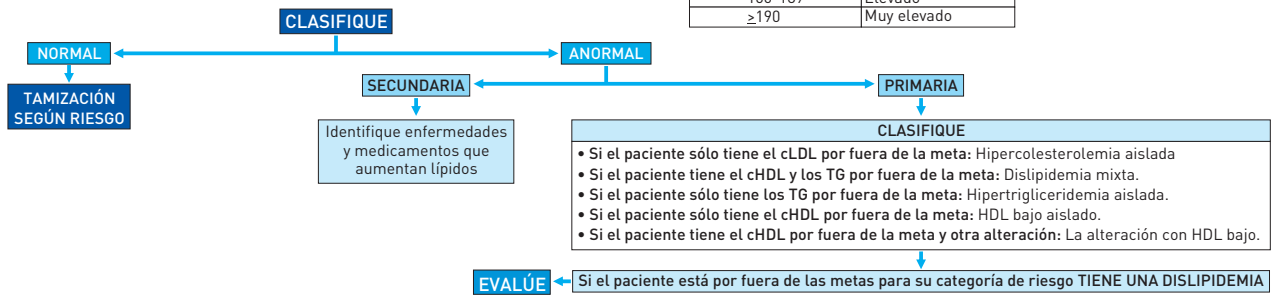 ≥190 Muy elevado
CLASIFIQUE
NORMAL
ANORMAL
SECUNDARIA
PRIMARIA
TAMIZACIÓN
SEGÚN RIESGO
Identifique enfermedades
y medicamentos que
aumentan lípidos
CLASIFIQUE
• Si el paciente sólo tiene el cLDL por fuera de la meta: Hipercolesterolemia aislada
• Si el paciente tiene el cHDL y los TG por fuera de la meta: Dislipidemia mixta.
• Si el paciente sólo tiene los TG por fuera de la meta: Hipertrigliceridemia aislada.
• Si el paciente sólo tiene el cHDL por fuera de la meta: HDL bajo aislado.
• Si el paciente tiene el cHDL por fuera de la meta y otra alteración: La alteración con HDL bajo.
EVALÚE
Si el paciente está por fuera de las metas para su categoría de riesgo TIENE UNA DISLIPIDEMIA